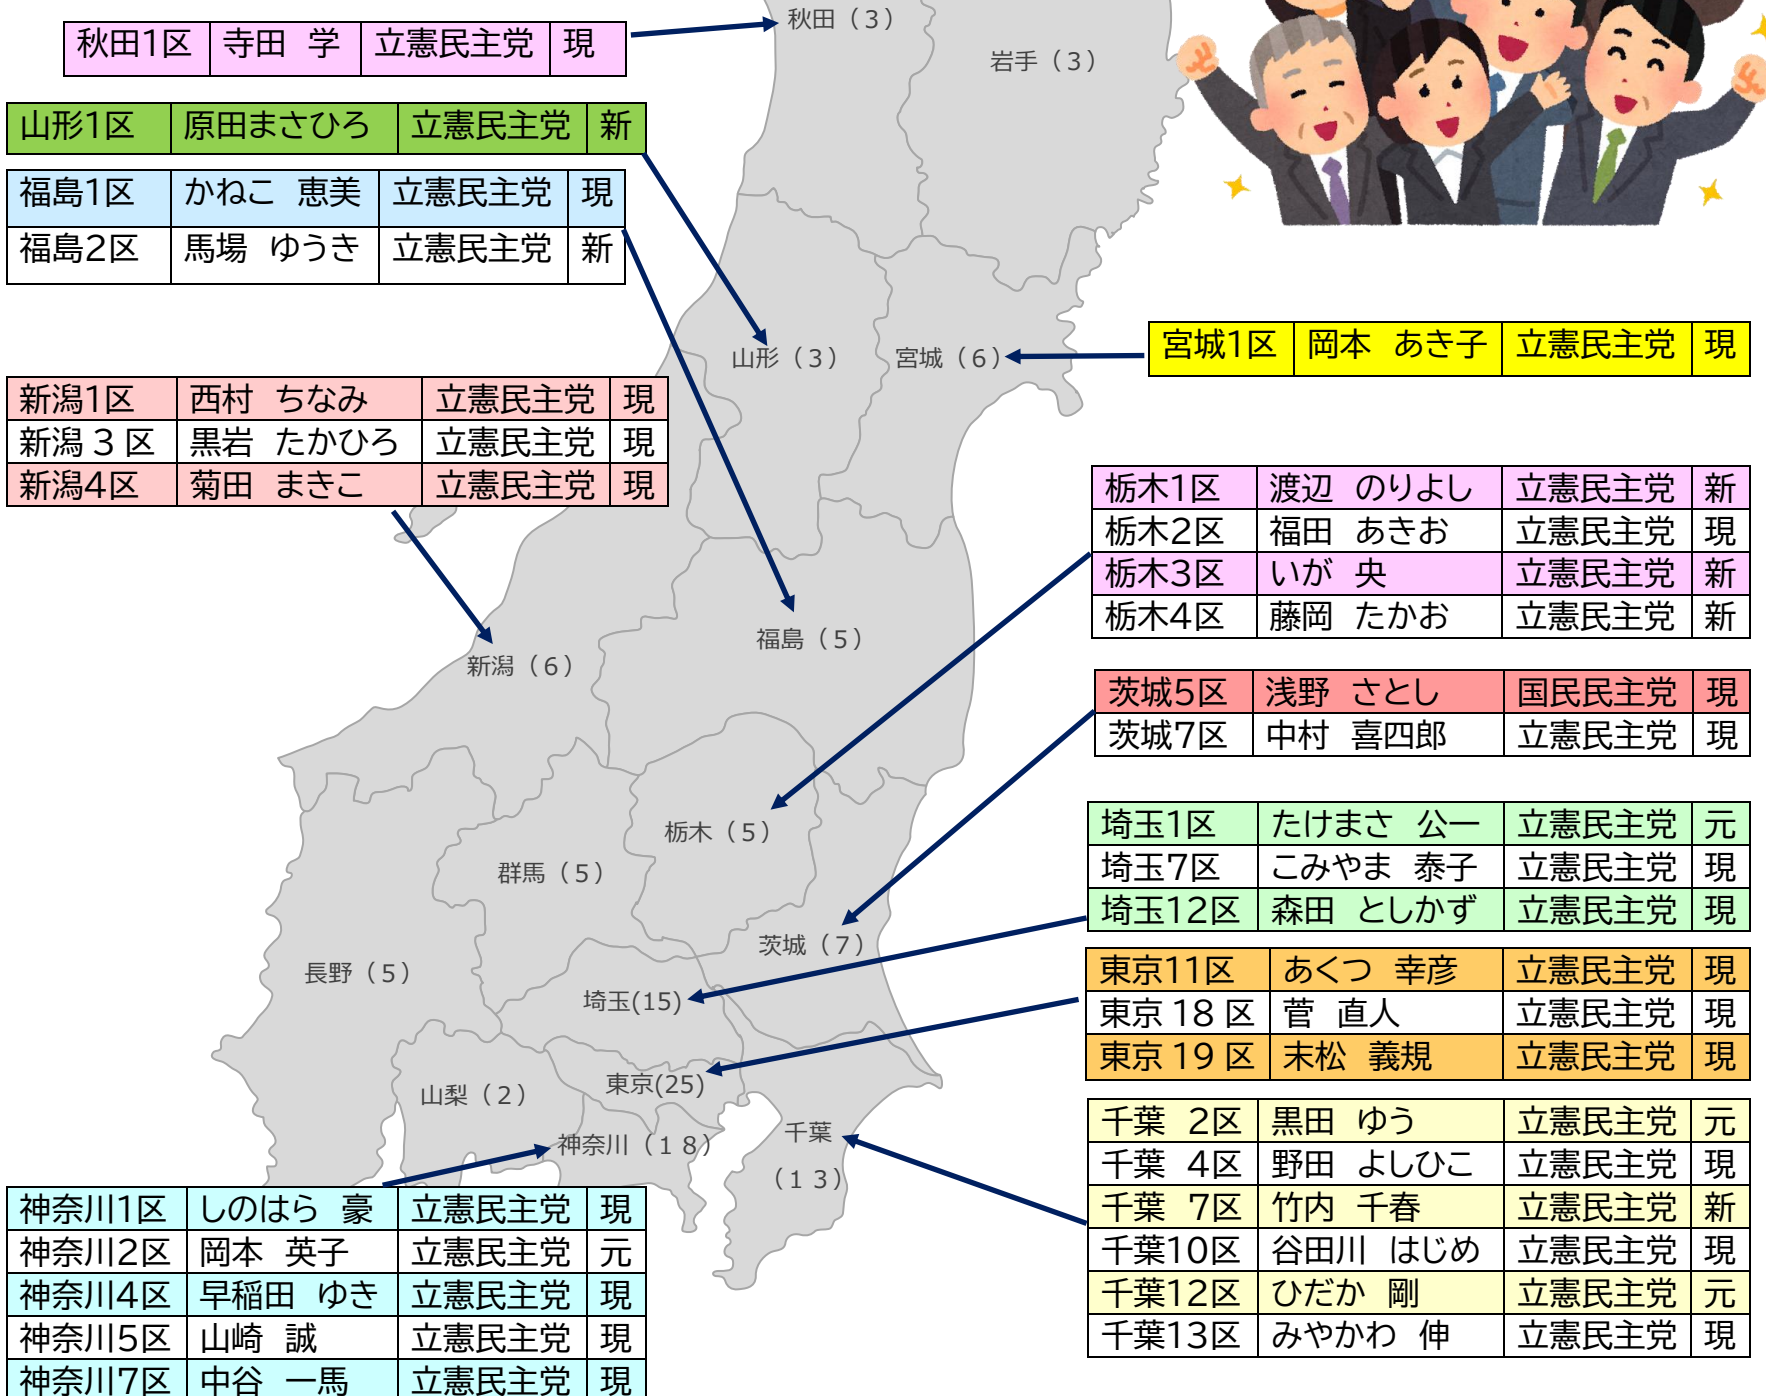 秋田1区 寺田 学 立憲民主党 現
山形1区 原田まさひろ 立憲民主党 新
福島1区 かねこ 恵美 立憲民主党 現
福島2区 馬場 ゆうき 立憲民主党 新
新潟1区 西村 ちなみ 立憲民主党 現
新潟3区 黒岩 たかひろ 立憲民主党 現
新潟4区 菊田 まきこ 立憲民主党 現
秋田（3）
岩手（3）
山形（3）
宮城（6）
福島（5）
新潟（6）
栃木（5）
群馬（5）
茨城（7）
長野（5）
埼玉(15)
東京(25)
山梨（2）
神奈川（18）
千葉
（13）
宮城1区 岡本 あき子 立憲民主党 現
栃木1区 渡辺 のりよし 立憲民主党 新
栃木2区 福田 あきお 立憲民主党 現
栃木3区 いが 央 立憲民主党 新
栃木4区 藤岡 たかお 立憲民主党 新
茨城5区 浅野 さとし 国民民主党 現
茨城7区 中村 喜四郎 立憲民主党 現
埼玉1区 たけまさ 公一 立憲民主党 元
埼玉7区 こみやま 泰子 立憲民主党 現
埼玉12区 森田 としかず 立憲民主党 現
東京11区 あくつ 幸彦 立憲民主党 現
東京18区 菅 直人 立憲民主党 現
東京19区 末松 義規 立憲民主党 現
千葉 2区 黒田 ゆう 立憲民主党 元
千葉 4区 野田 よしひこ 立憲民主党 現
千葉 7区 竹内 千春 立憲民主党 新
千葉10区 谷田川 はじめ 立憲民主党 現
千葉12区 ひだか 剛 立憲民主党 元
千葉13区 みやかわ 伸 立憲民主党 現
神奈川1区 しのはら 豪 立憲民主党 現
神奈川2区 岡本 英子 立憲民主党 元
神奈川4区 早稲田 ゆき 立憲民主党 現
神奈川5区 山崎 誠 立憲民主党 現
神奈川7区 中谷 一馬 立憲民主党 現